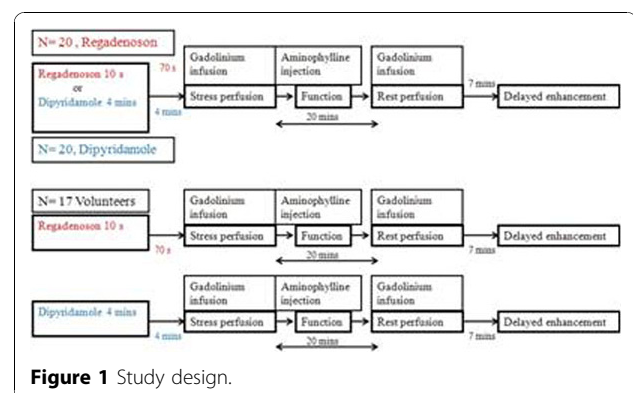 N= 20 , Regadenoson
Regadenoson 10 s
or
Dipyridamole 4 mins
70 s
4 mins
Gadolinium
infusion
Aminophylline
injection
Gadolinium
infusion
Stress perfusion
Function
Rest perfusion
20 mins
7 mins
Delayed enhancement
N= 20, Dipyridamole
N= 17 Volunteers
Regadenoson 10 s
70 s
Gadolinium
infusion
Aminophylline
injection
Gadolinium
infusion
Stress perfusion
Function
Rest perfusion
20 mins
7 mins
Delayed enhancement
Dipyridamole 4 mins
4 mins
Gadolinium
infusion
Aminophylline
injection
Gadolinium
infusion
Stress perfusion
Function
Rest perfusion
20 mins
7 mins
Delayed enhancement
Figure 1 Study design.